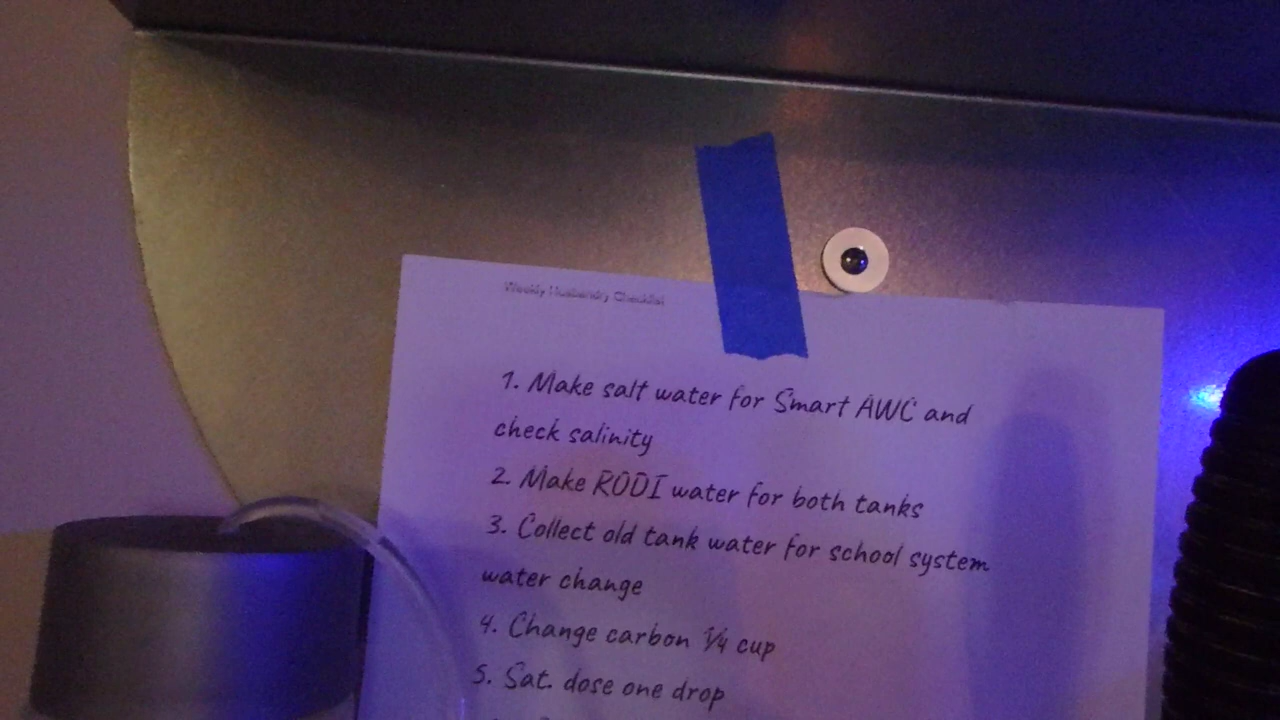 Weekly Husbandry Checklist
1. Make salt water for Smart AWC and
check salinity
2. Make RODI water for both tanks
3. Collect old tank water for school system
water change
4. Change carbon ¼ cup
5. Sat. dose one drop